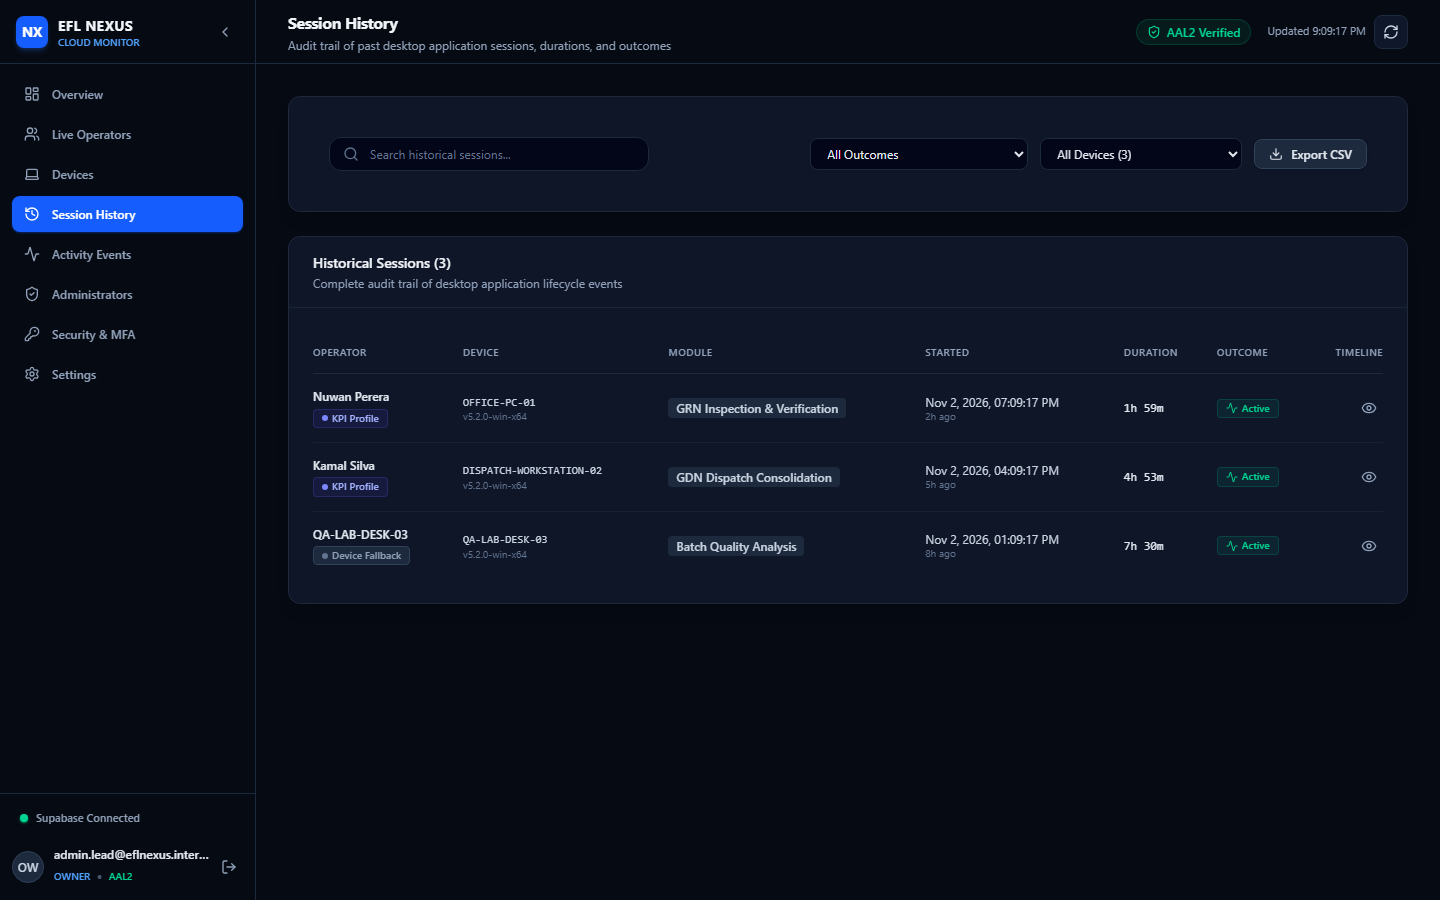 NX
EFL NEXUS
CLOUD MONITOR
Overview
Live Operators
Devices
Session History
Activity Events
Administrators
Security & MFA
Settings
Supabase Connected
OW
admin.lead@eflnexus.inter...
OWNER • AAL2
Session History
Audit trail of past desktop application sessions, durations, and outcomes
AAL2 Verified
Updated 9:09:17 PM
Search historical sessions...
All Outcomes
All Devices (3)
Export CSV
Historical Sessions (3)
Complete audit trail of desktop application lifecycle events
OPERATOR DEVICE MODULE STARTED DURATION OUTCOME TIMELINE
Nuwan Perera
KPI Profile
OFFICE-PC-01
v5.2.0-win-x64
GRN Inspection & Verification
Nov 2, 2026, 07:09:17 PM
2h ago
1h 59m
Active
Kamal Silva
KPI Profile
DISPATCH-WORKSTATION-02
v5.2.0-win-x64
GDN Dispatch Consolidation
Nov 2, 2026, 04:09:17 PM
5h ago
4h 53m
Active
QA-LAB-DESK-03
Device Fallback
QA-LAB-DESK-03
v5.2.0-win-x64
Batch Quality Analysis
Nov 2, 2026, 01:09:17 PM
8h ago
7h 30m
Active